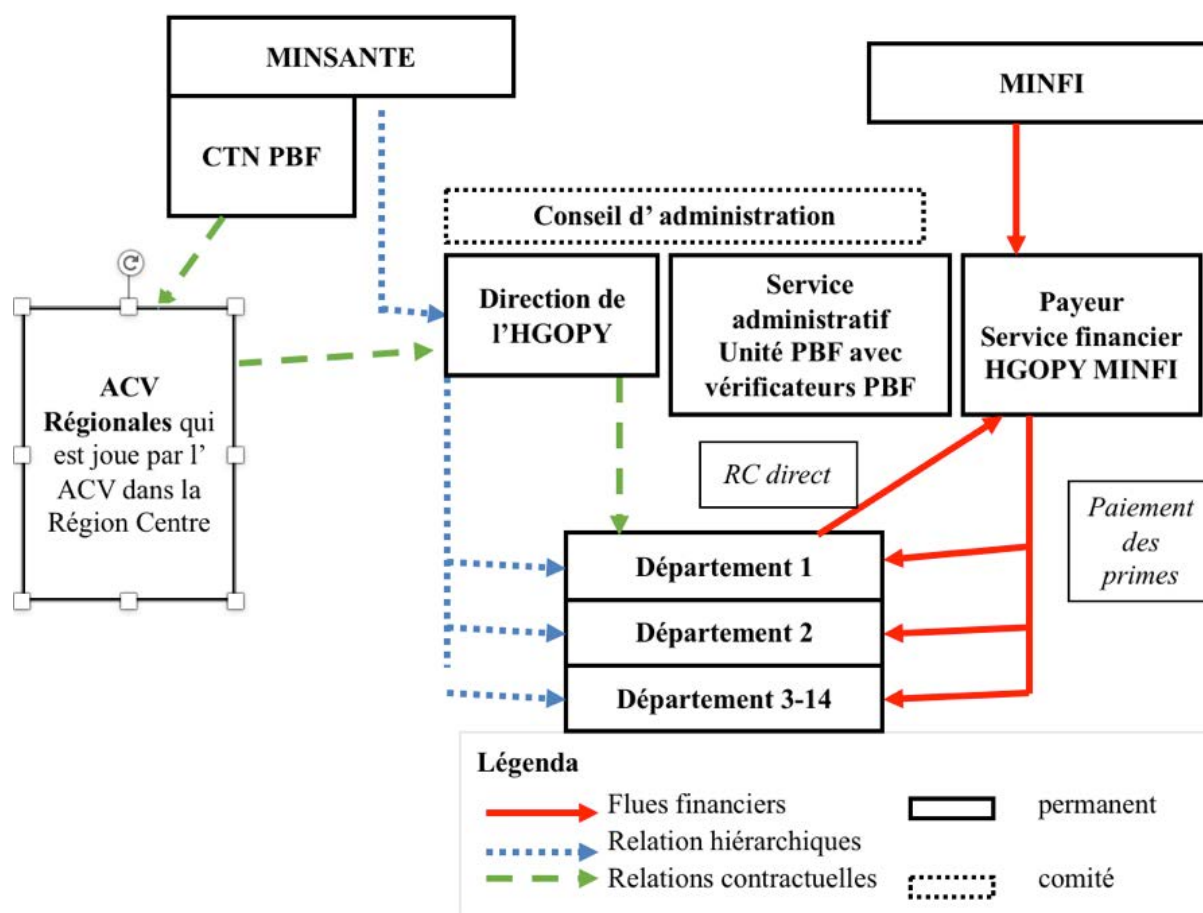 MINSANTE
MINFI
CTN PBF
Conseil d’ administration
Direction de
l’HGOPY
Service
administratif
Unité PBF avec
vérificateurs PBF
Payeur
Service financier
HGOPY MINFI
ACV
Régionales qui
est joue par l’
ACV dans la
Région Centre
RC direct
Paiement
des
primes
Département 1
Département 2
Département 3-14
Légenda
Flues financiers
permanent
Relation hiérarchiques
Relations contractuelles
comité